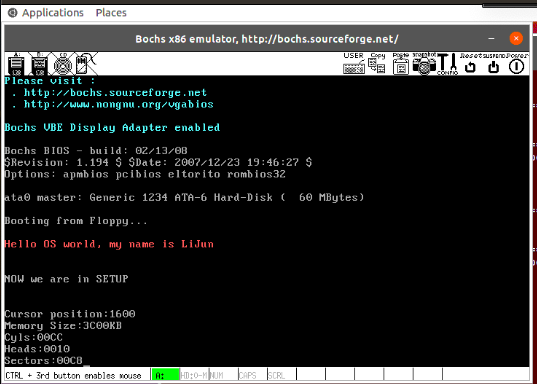 Applications Places
Bochs x86 emulator, http://bochs.sourceforge.net/
A: B: CD USER Copy Paste snapshot CONFIG Reset SUSPEND Power
Please visit :
. http://bochs.sourceforge.net
. http://www.nongnu.org/vgabios
Bochs VBE Display Adapter enabled
Bochs BIOS - build: 02/13/08
$Revision: 1.194 $ $Date: 2007/12/23 19:46:27 $
Options: apmbios pcibios eltorito rombios32
ata0 master: Generic 1234 ATA-6 Hard-Disk ( 60 MBytes)
Booting from Floppy...
Hello OS world, my name is LiJun
NOW we are in SETUP
Cursor position:1600
Memory Size:3C00KB
Cyls:00CC
Heads:0010
Sectors:00C8
CTRL + 3rd button enables mouse A: HD:0-M NUM CAPS SCRL